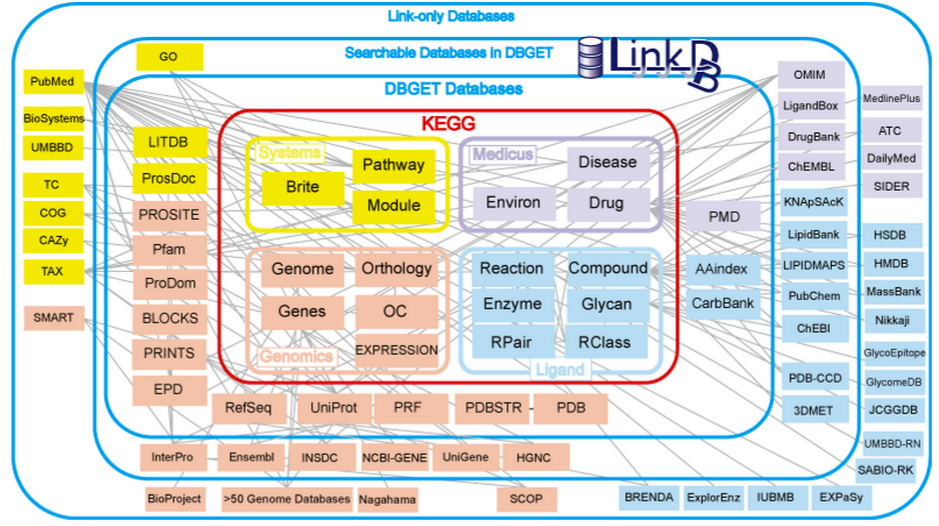 Link-only Databases
Searchable Databases in DBGET
LinkDB
DBGET Databases
KEGG
GO
PubMed
BioSystems
UMBBD
TC
COG
CAZy
TAX
SMART
LITDB
ProsDoc
PROSITE
Pfam
ProDom
BLOCKS
PRINTS
EPD
Systems
Pathway
Brite
Module
Medicus
Disease
Environ
Drug
Genome
Orthology
Genes
OC
EXPRESSION
Genomics
Reaction
Compound
Enzyme
Glycan
RPair
RClass
Ligand
PMD
AAindex
CarbBank
RefSeq
UniProt
PRF
PDBSTR
-
PDB
OMIM
LigandBox
DrugBank
ChEMBL
KNApSAcK
LipidBank
LIPIDMAPS
PubChem
ChEBI
PDB-CCD
3DMET
MedlinePlus
ATC
DailyMed
SIDER
HSDB
HMDB
MassBank
Nikkaji
GlycoEpitope
GlycomeDB
JCGGDB
UMBBD-RN
SABIO-RK
InterPro
Ensembl
INSDC
NCBI-GENE
UniGene
HGNC
BioProject
>50 Genome Databases
Nagahama
SCOP
BRENDA
ExplorEnz
IUBMB
EXPaSy